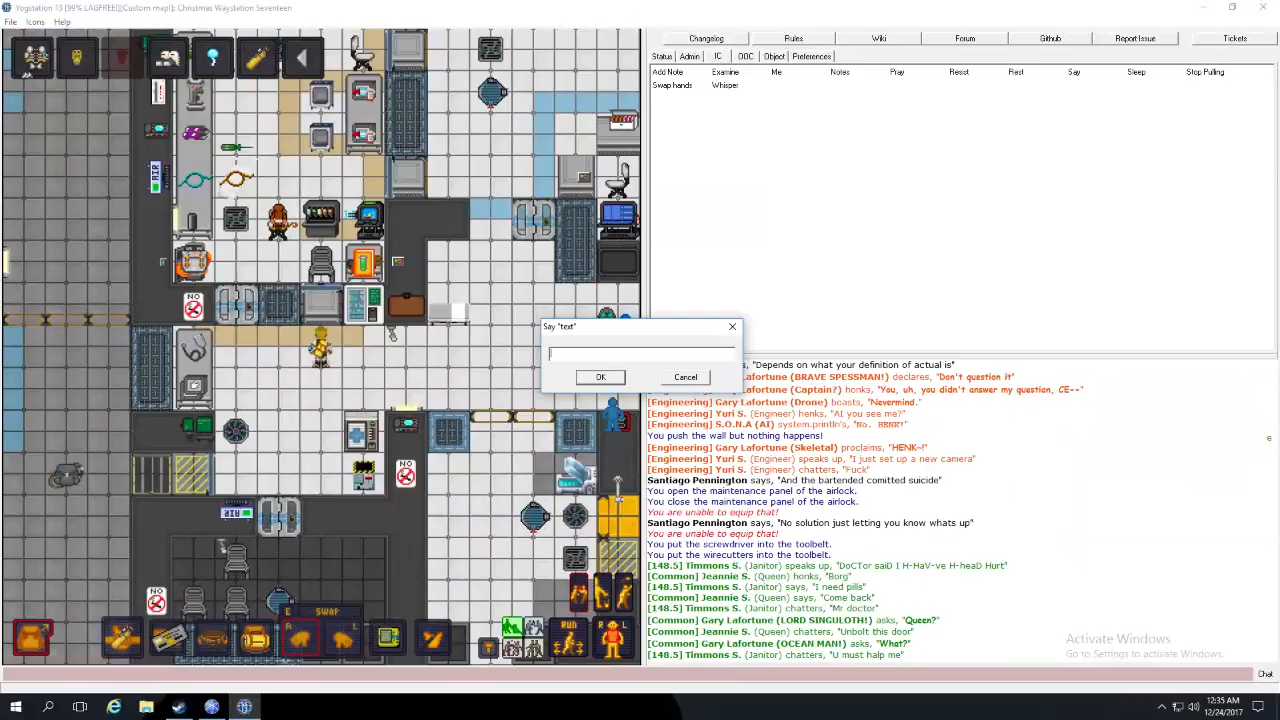 Yogstation 13 [99% LAGFREE!][Custom map!]: Christmas Waystation Seventeen
File Icons Help
Changelog Rules Wiki Forum Github Report Issue Tickets
Status Admin IC OOC Object Preferences
Add Note Examine Me Notes Pray Resist Rest Say Sleep Stop Pulling
Swap hands Whisper
AIR
NO
Say "text"
OK Cancel
s, "Depends on what your definition of actual is"
Lafortune (BRAVE SPESSMAN!) declares, "Don't question it"
Lafortune (Captain?) honks, "You, uh, you didn't answer my question, CE--"
[Engineering] Gary Lafortune (Drone) boasts, "Nevermind."
[Engineering] Yuri S. (Engineer) henks, "AI you see me?"
[Engineering] S.O.N.A (AI) system.println's, "No. HENK!"
You push the wall but nothing happens!
[Engineering] Gary Lafortune (Skeletal) proclaims, "HENK~!"
[Engineering] Yuri S. (Engineer) speaks up, "I just set up a new camera"
[Engineering] Yuri S. (Engineer) chatters, "Fuck"
Santiago Pennington says, "And the bartended comitted suicide"
You open the maintenance panel of the airlock.
You close the maintenance panel of the airlock.
You are unable to equip that!
Santiago Pennington says, "No solution just letting you know whats up"
You are unable to equip that!
You put the screwdriver into the toolbelt.
You put the wirecutters into the toolbelt.
[148.5] Timmons S. (Janitor) speaks up, "DoCTor saiD I H-HaV-ve H-heaD Hurt"
[Common] Jeannie S. (Queen) honks, "Borg"
[148.5] Timmons S. (Janitor) says, "I need pills"
[Common] Jeannie S. (Queen) says, "Come back"
[148.5] Timmons S. (Janitor) chatters, "Mr doctor"
[Common] Gary Lafortune (LORD SINGULOTH!) asks, "Queen?"
[Common] Jeannie S. (Queen) chatters, "Unbolt this door"
[Common] Gary Lafortune (OCEAN MAN!) asks, "What?"
[148.5] Timmons S. (Janitor) chatters, "U must halp me"
NO
AIR
NO
E SWAP
R L
RUN
R L
Activate Windows
Go to Settings to activate Windows.
Chat
12:35 AM
12/24/2017